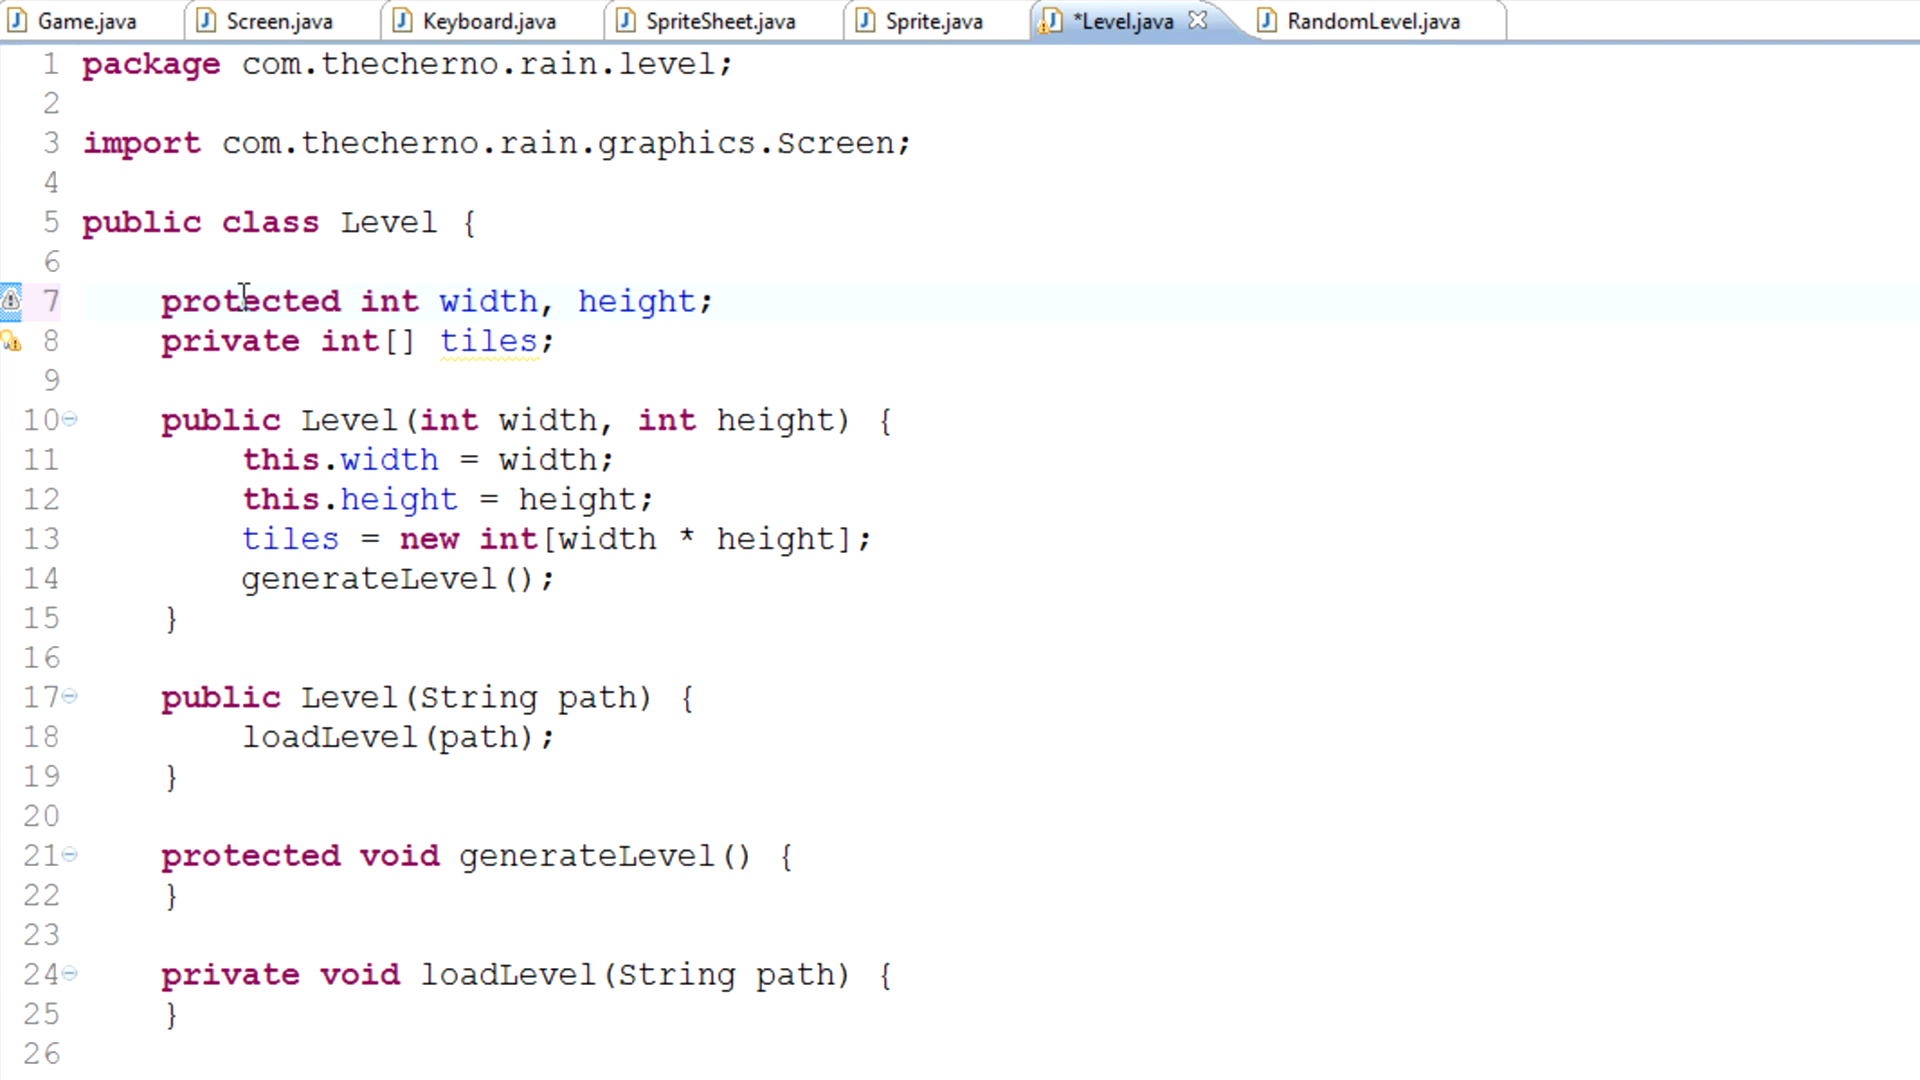 Game.java Screen.java Keyboard.java SpriteSheet.java Sprite.java *Level.java RandomLevel.java
1 package com.thecherno.rain.level;
2
3 import com.thecherno.rain.graphics.Screen;
4
5 public class Level {
6
7 protected int width, height;
8 private int[] tiles;
9
10 public Level(int width, int height) {
11 this.width = width;
12 this.height = height;
13 tiles = new int[width * height];
14 generateLevel();
15 }
16
17 public Level(String path) {
18 loadLevel(path);
19 }
20
21 protected void generateLevel() {
22 }
23
24 private void loadLevel(String path) {
25 }
26